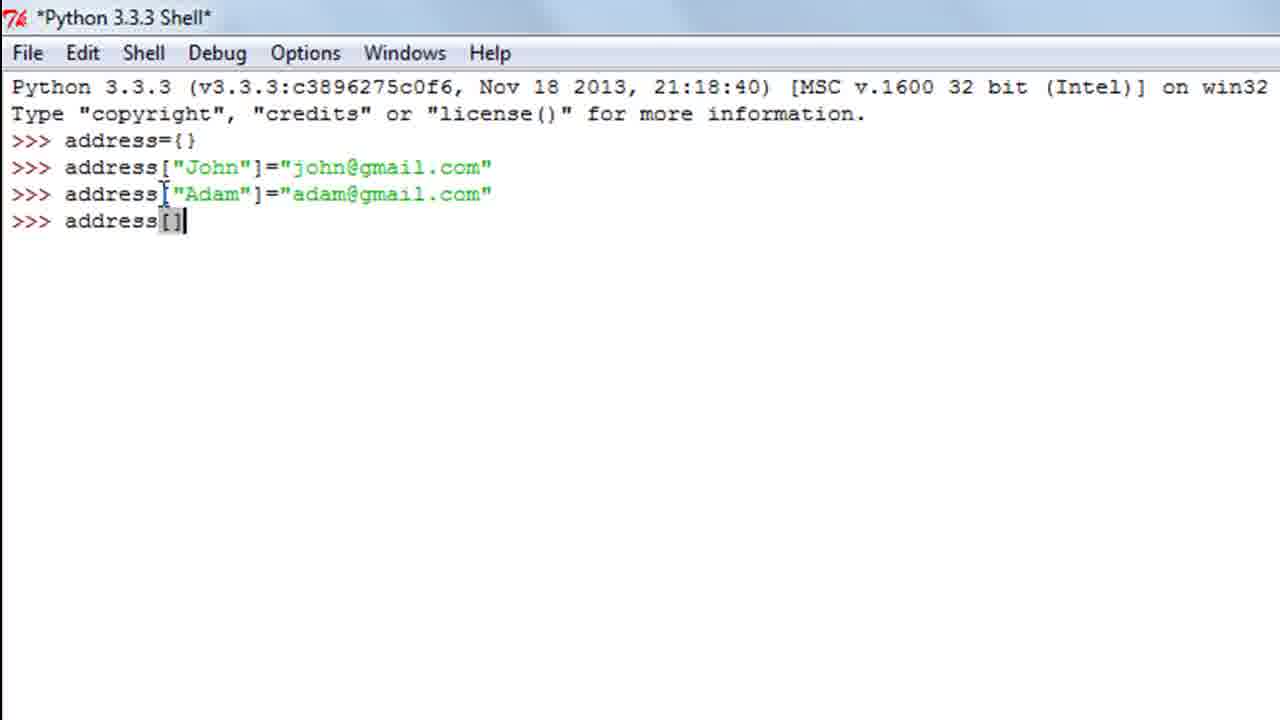 *Python 3.3.3 Shell*
File Edit Shell Debug Options Windows Help
Python 3.3.3 (v3.3.3:c3896275c0f6, Nov 18 2013, 21:18:40) [MSC v.1600 32 bit (Intel)] on win32
Type "copyright", "credits" or "license()" for more information.
>>> address={}
>>> address["John"]="john@gmail.com"
>>> address["Adam"]="adam@gmail.com"
>>> address[]